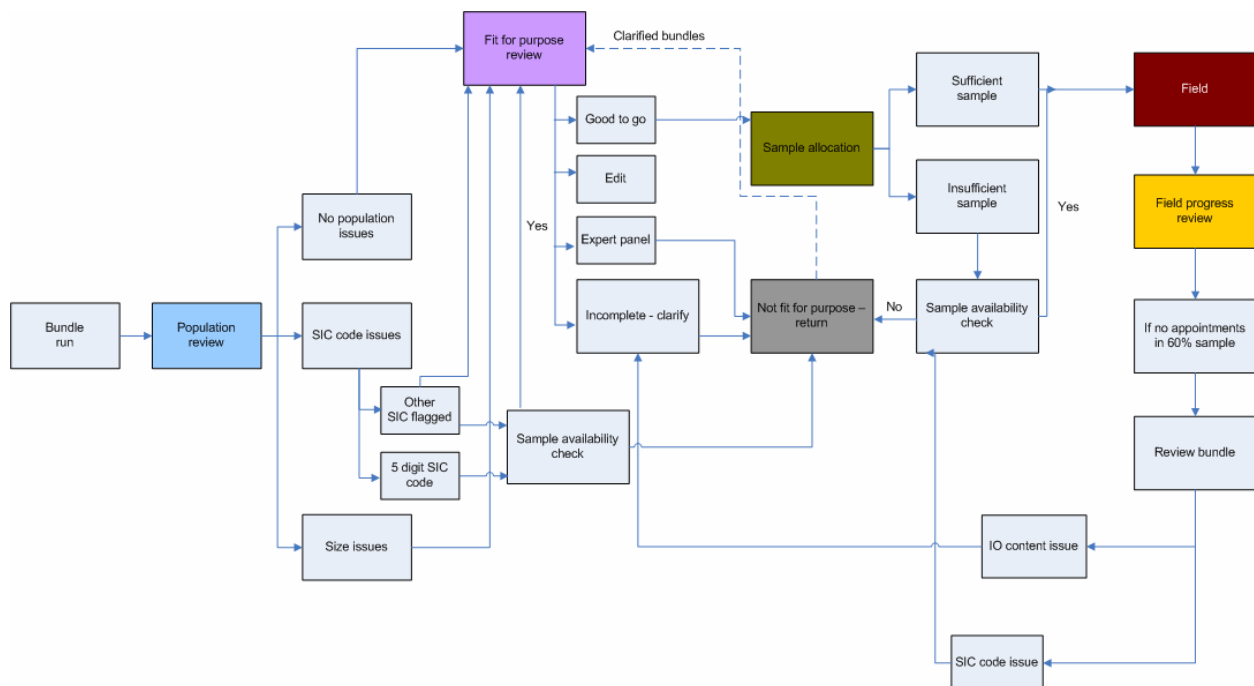 Fit for purpose
review
Clarified bundles
Sufficient
sample
Field
Good to go
Sample allocation
Edit
Insufficient
sample
Yes
Field progress
review
No population
issues
Yes
Expert panel
Bundle
run
Population
review
SIC code issues
Incomplete - clarify
Not fit for purpose –
return
No
Sample availability
check
If no appointments
in 60% sample
Other
SIC flagged
Sample availability
check
5 digit SIC
code
Review bundle
Size issues
IO content issue
SIC code issue